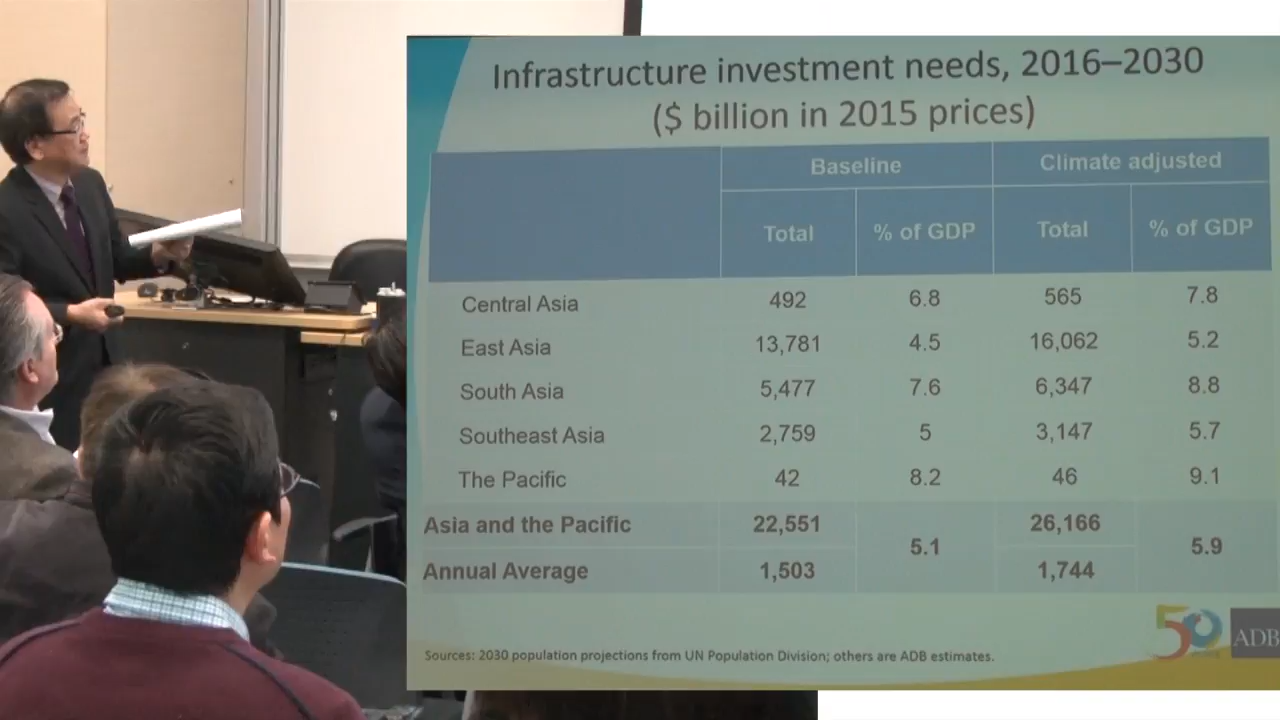 Infrastructure investment needs, 2016–2030
($ billion in 2015 prices)
Baseline Climate adjusted
Total % of GDP Total % of GDP
Central Asia 492 6.8 565 7.8
East Asia 13,781 4.5 16,062 5.2
South Asia 5,477 7.6 6,347 8.8
Southeast Asia 2,759 5 3,147 5.7
The Pacific 42 8.2 46 9.1
Asia and the Pacific 22,551 26,166
5.1 5.9
Annual Average 1,503 1,744
50 ADB
Sources: 2030 population projections from UN Population Division; others are ADB estimates.